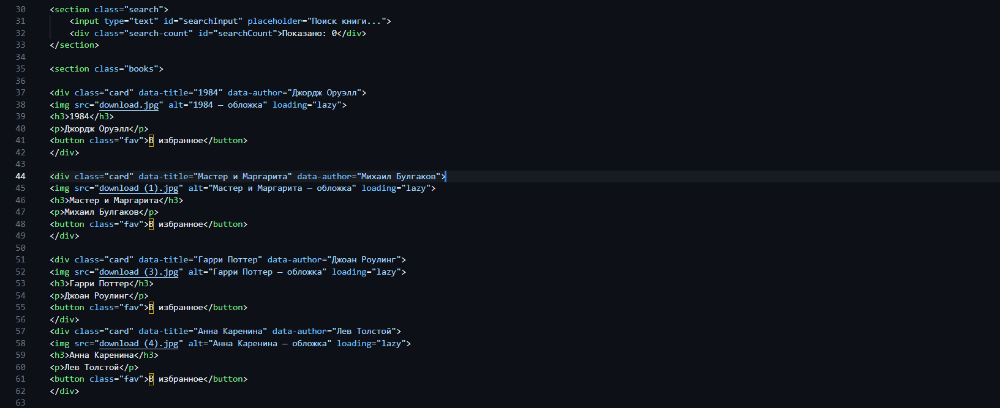 30 <section class="search">
31 <input type="text" id="searchInput" placeholder="Поиск книги...">
32 <div class="search-count" id="searchCount">Показано: 0</div>
33 </section>
34
35 <section class="books">
36
37 <div class="card" data-title="1984" data-author="Джордж Оруэлл">
38 <img src="download.jpg" alt="1984 — обложка" loading="lazy">
39 <h3>1984</h3>
40 <p>Джордж Оруэлл</p>
41 <button class="fav">В избранное</button>
42 </div>
43
44 <div class="card" data-title="Мастер и Маргарита" data-author="Михаил Булгаков">
45 <img src="download (1).jpg" alt="Мастер и Маргарита — обложка" loading="lazy">
46 <h3>Мастер и Маргарита</h3>
47 <p>Михаил Булгаков</p>
48 <button class="fav">В избранное</button>
49 </div>
50
51 <div class="card" data-title="Гарри Поттер" data-author="Джоан Роулинг">
52 <img src="download (3).jpg" alt="Гарри Поттер — обложка" loading="lazy">
53 <h3>Гарри Поттер</h3>
54 <p>Джоан Роулинг</p>
55 <button class="fav">В избранное</button>
56 </div>
57 <div class="card" data-title="Анна Каренина" data-author="Лев Толстой">
58 <img src="download (4).jpg" alt="Анна Каренина — обложка" loading="lazy">
59 <h3>Анна Каренина</h3>
60 <p>Лев Толстой</p>
61 <button class="fav">В избранное</button>
62 </div>
63